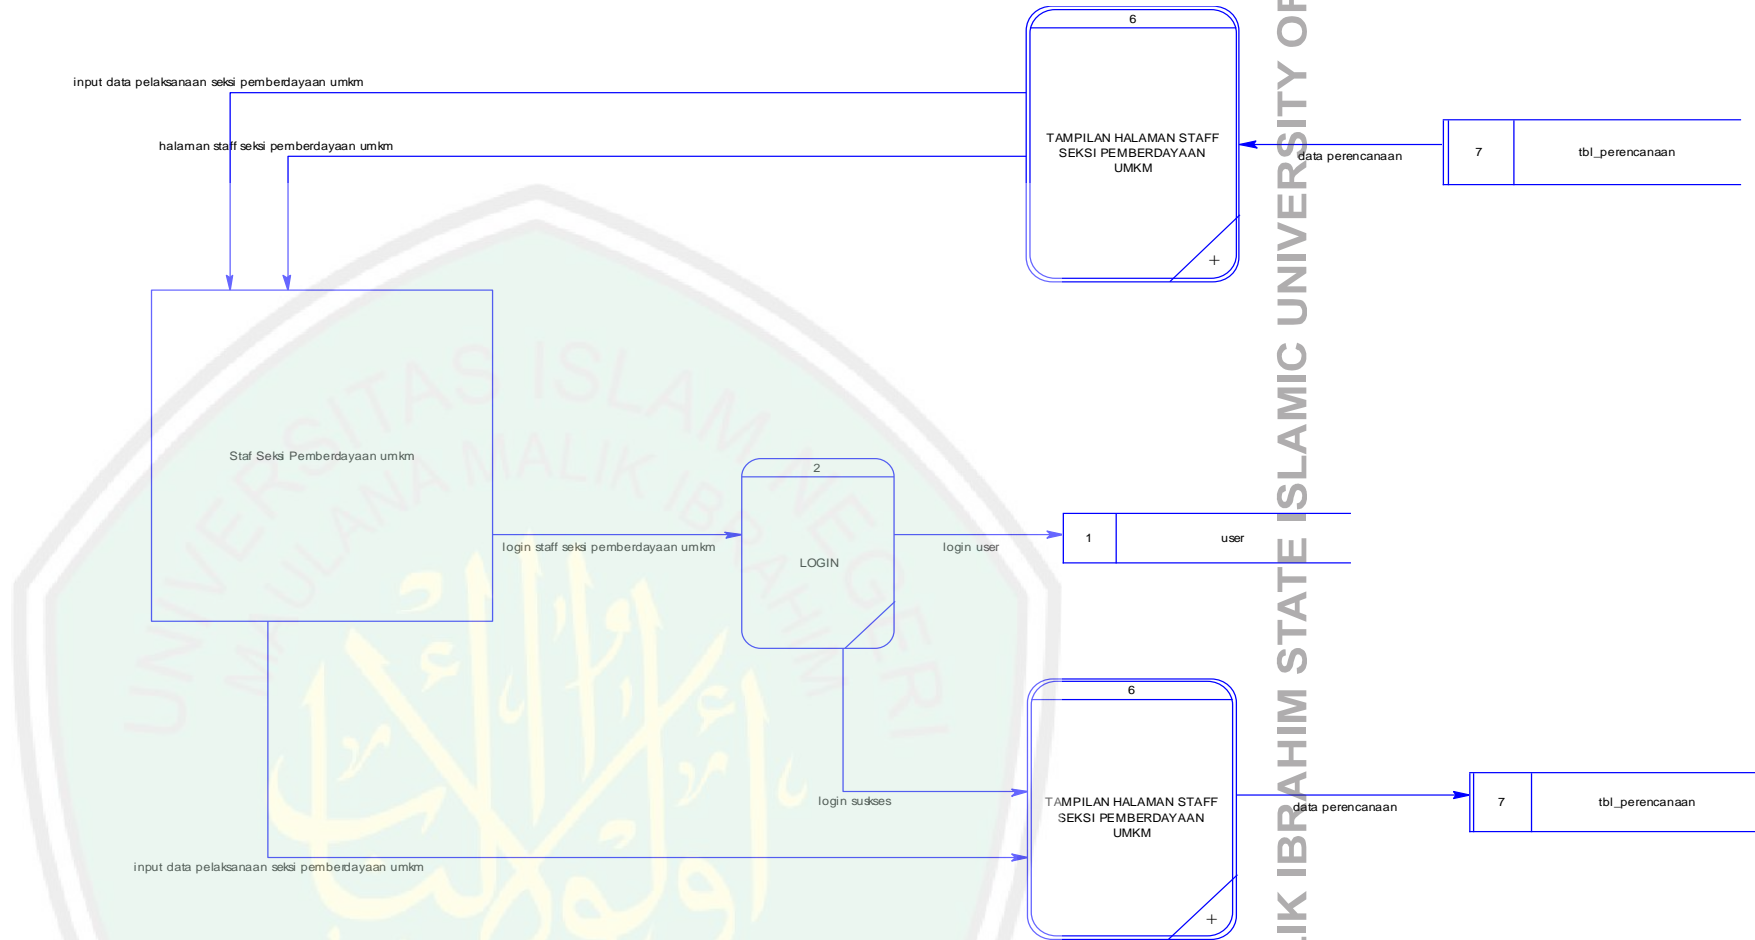 6
input data pelaksanaan seksi pemberdayaan umkm
halaman staff seksi pemberdayaan umkm
TAMPILAN HALAMAN STAFF
SEKSI PEMBERDAYAAN
UMKM
+
data perencanaan
7
tbl_perencanaan
Staf Seksi Pemberdayaan umkm
login staff seksi pemberdayaan umkm
2
LOGIN
login user
1
user
login suskses
input data pelaksanaan seksi pemberdayaan umkm
6
TAMPILAN HALAMAN STAFF
SEKSI PEMBERDAYAAN
UMKM
+
data perencanaan
7
tbl_perencanaan
UNIVERSITAS ISLAM NEGERI
MAULANA MALIK IBRAHIM
LIK IBRAHIM STATE ISLAMIC UNIVERSITY OF